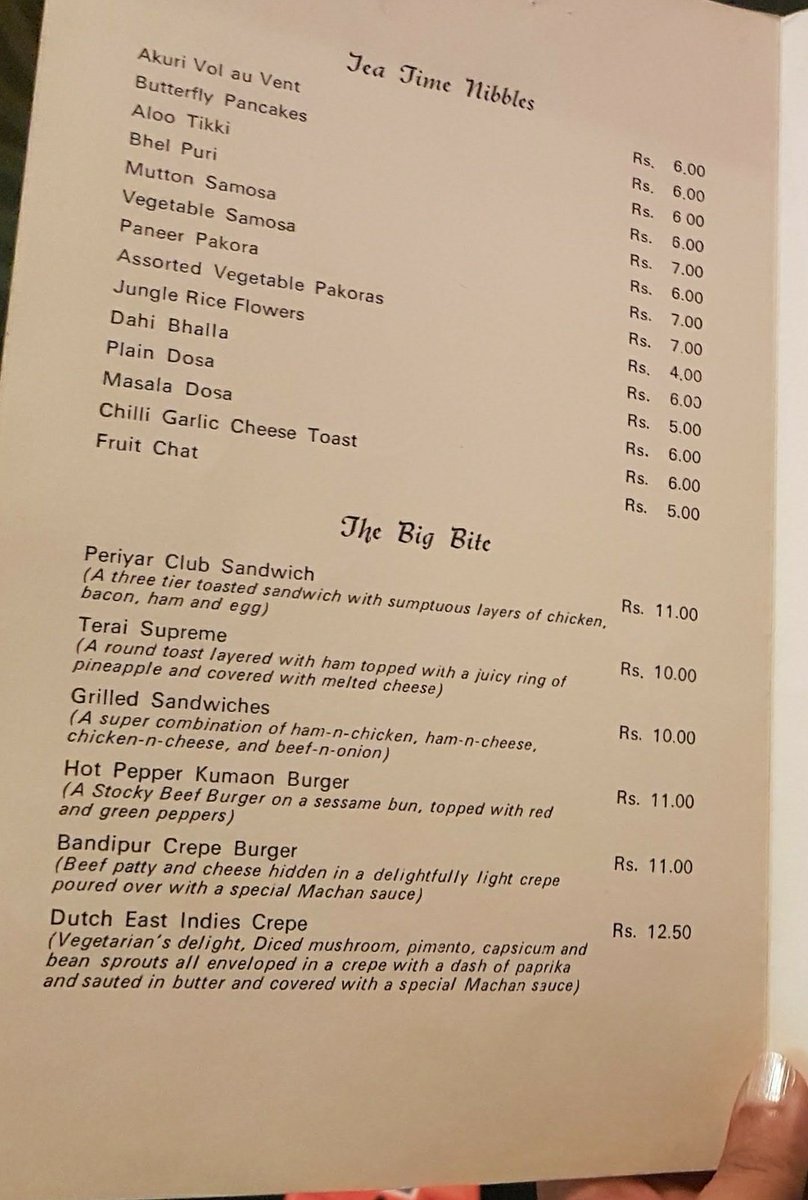 Tea Time Nibbles
Akuri Vol au Vent Rs. 6.00
Butterfly Pancakes Rs. 6.00
Aloo Tikki Rs. 6 00
Bhel Puri Rs. 6.00
Mutton Samosa Rs. 7.00
Vegetable Samosa Rs. 6.00
Paneer Pakora Rs. 7.00
Assorted Vegetable Pakoras Rs. 7.00
Jungle Rice Flowers Rs. 4.00
Dahi Bhalla Rs. 6.00
Plain Dosa Rs. 5.00
Masala Dosa Rs. 6.00
Chilli Garlic Cheese Toast Rs. 6.00
Fruit Chat Rs. 5.00
The Big Bite
Periyar Club Sandwich Rs. 11.00
(A three tier toasted sandwich with sumptuous layers of chicken,
bacon, ham and egg)
Terai Supreme Rs. 10.00
(A round toast layered with ham topped with a juicy ring of
pineapple and covered with melted cheese)
Grilled Sandwiches Rs. 10.00
(A super combination of ham-n-chicken, ham-n-cheese,
chicken-n-cheese, and beef-n-onion)
Hot Pepper Kumaon Burger Rs. 11.00
(A Stocky Beef Burger on a sessame bun, topped with red
and green peppers)
Bandipur Crepe Burger Rs. 11.00
(Beef patty and cheese hidden in a delightfully light crepe
poured over with a special Machan sauce)
Dutch East Indies Crepe Rs. 12.50
(Vegetarian's delight, Diced mushroom, pimento, capsicum and
bean sprouts all enveloped in a crepe with a dash of paprika
and sauted in butter and covered with a special Machan sauce)